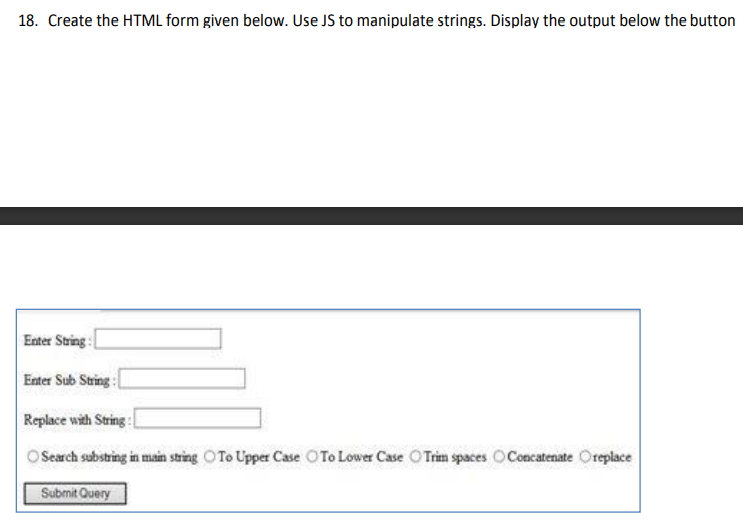 18. Create the HTML form given below. Use JS to manipulate strings. Display the output below the button
Enter String :
Enter Sub String :
Replace with String :
Search substring in main string To Upper Case To Lower Case Trim spaces Concatenate replace
Submit Query